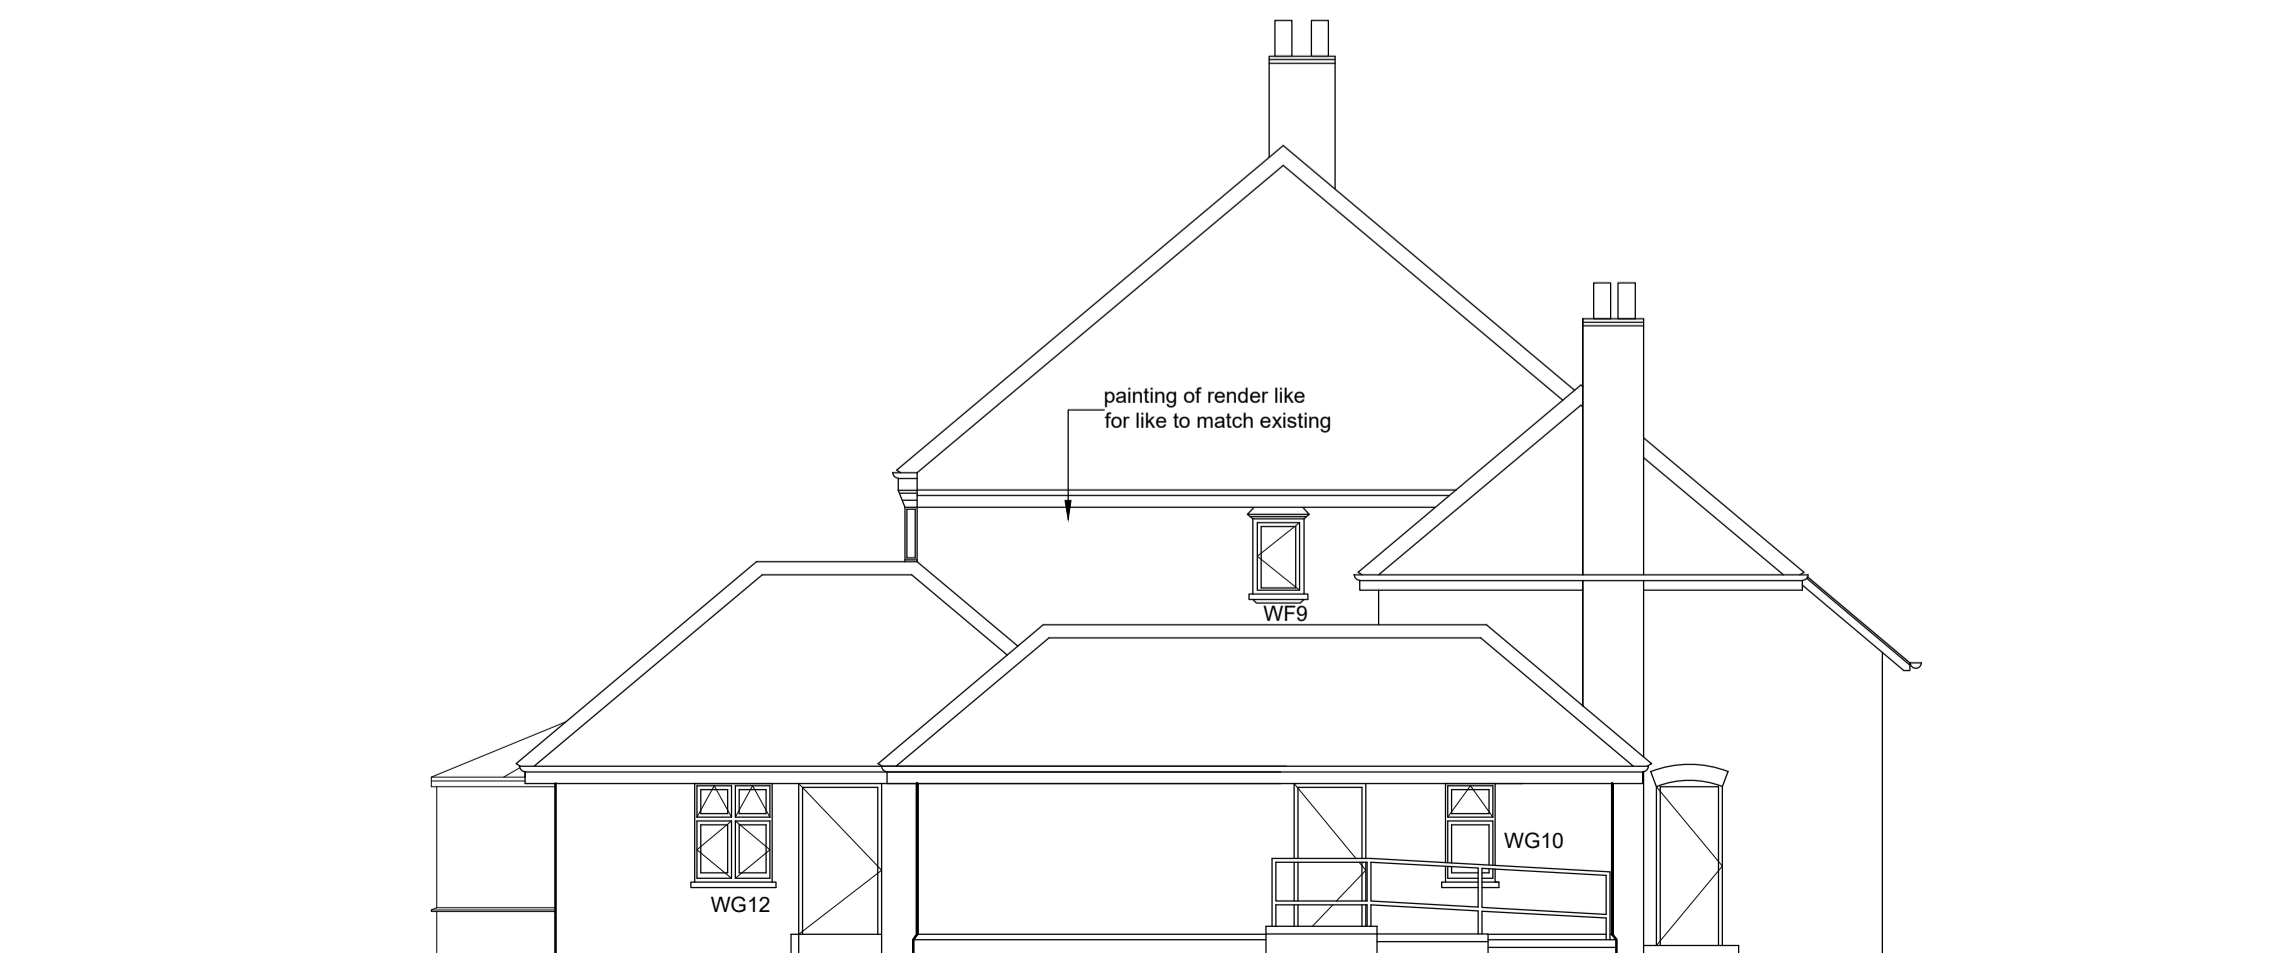 painting of render like
for like to match existing
WF9
WG10
WG12